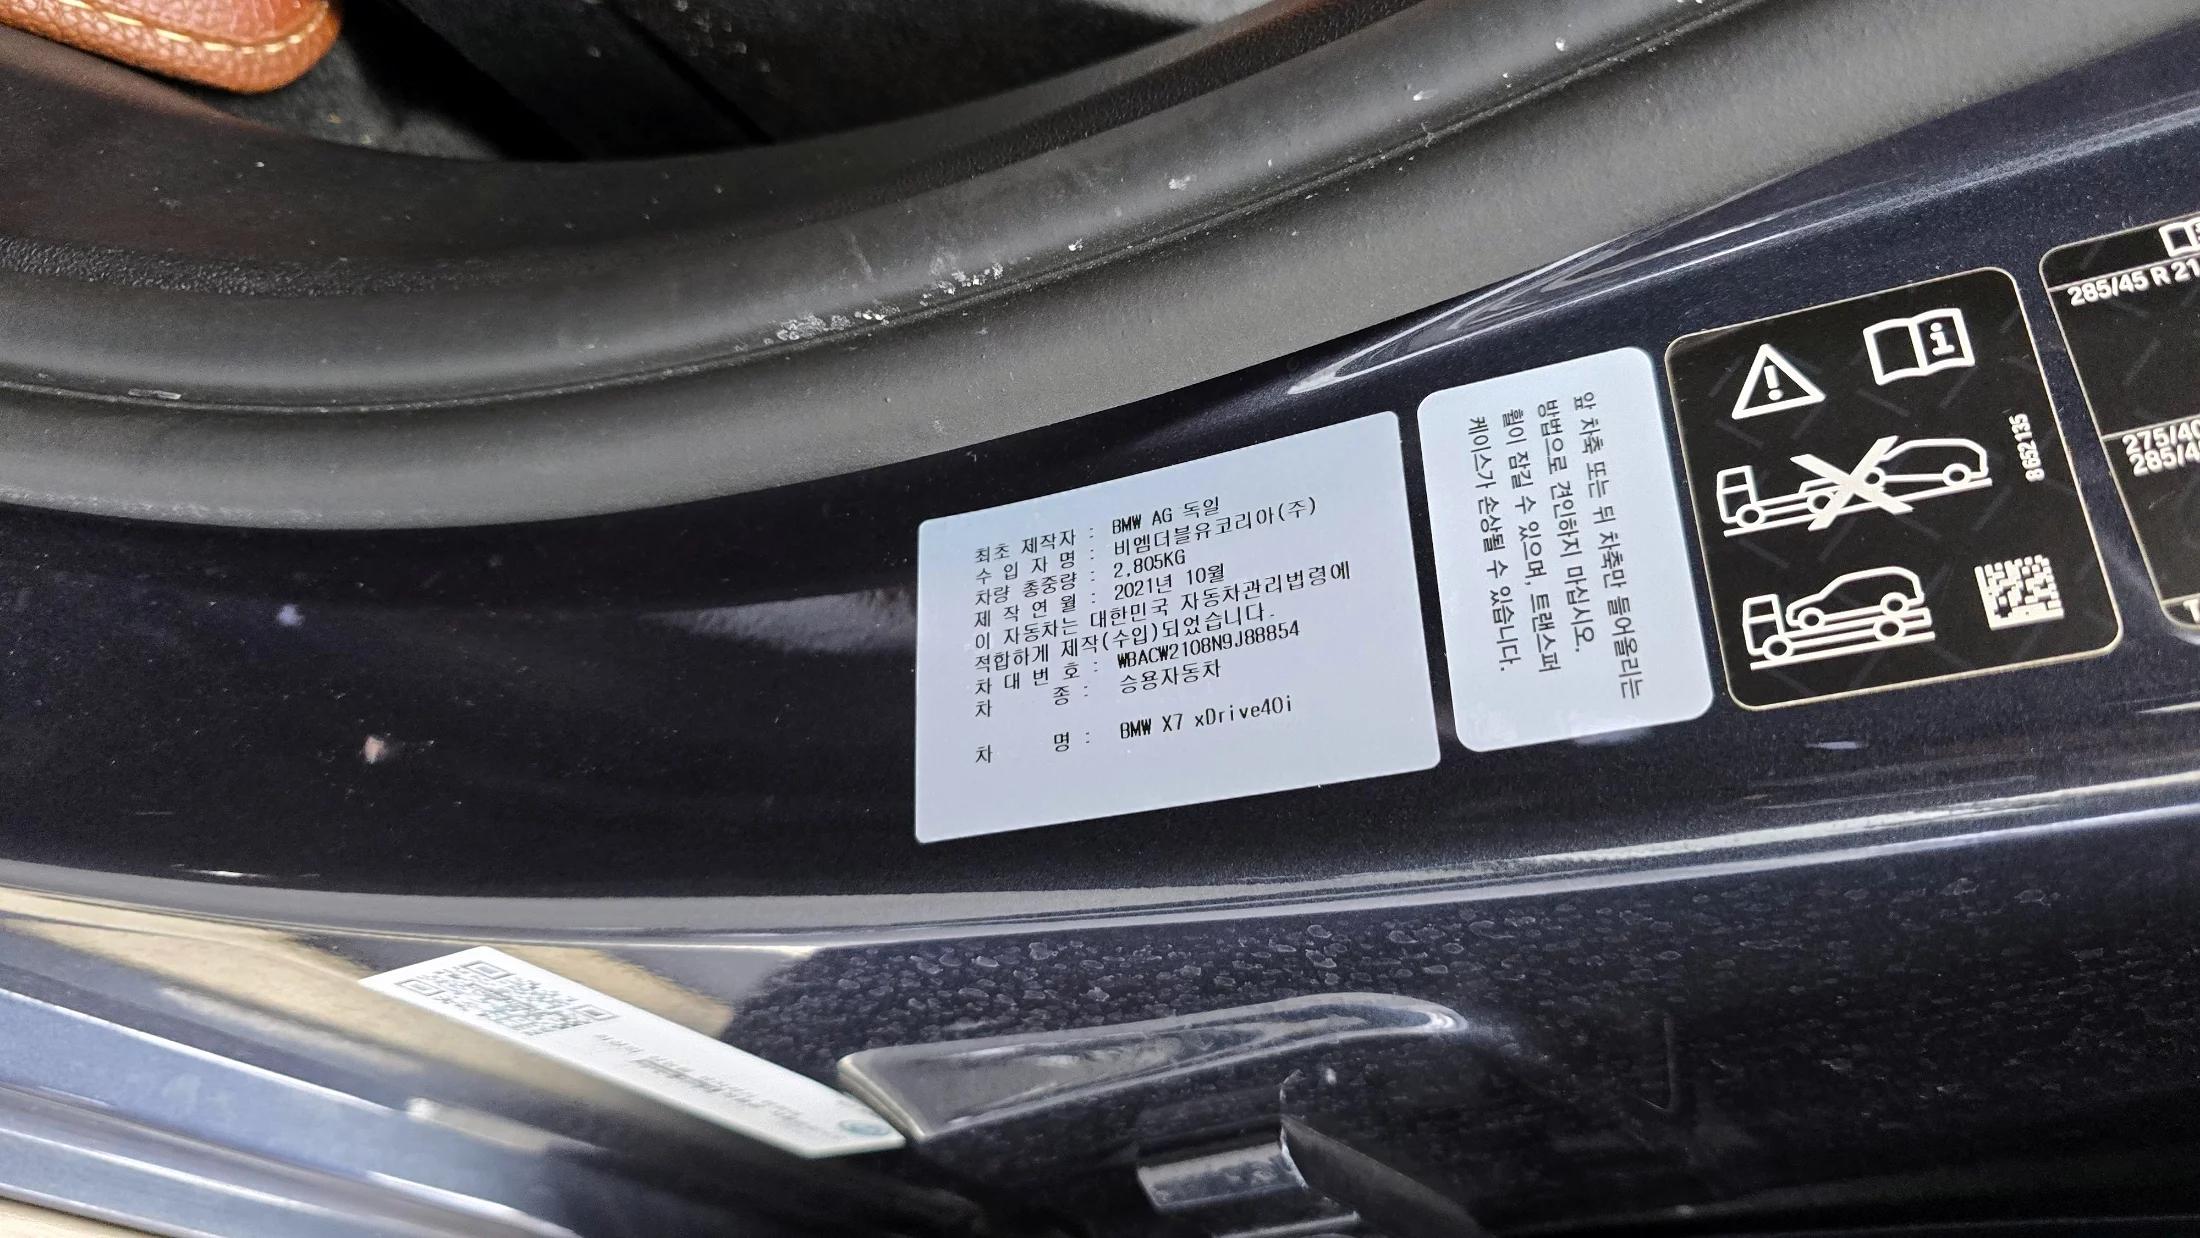 최초 제작자 : BMW AG 독일
수 입 자 명 : 비엠더블유코리아(주)
차량 총중량 : 2,805KG
제 작 연 월 : 2021년 10월
이 자동차는 대한민국 자동차관리법령에
적합하게 제작(수입)되었습니다.
차 대 번 호 : WBACW2108N9J88854
차 종 : 승용자동차
차 명 : BMW X7 xDrive40i
앞 차축 또는 뒤 차축만 들어올리는
방법으로 견인하지 마십시오.
휠이 잠길 수 있으며, 트랜스퍼
케이스가 손상될 수 있습니다.
8692135
285/45 R 21
275/40
285/4